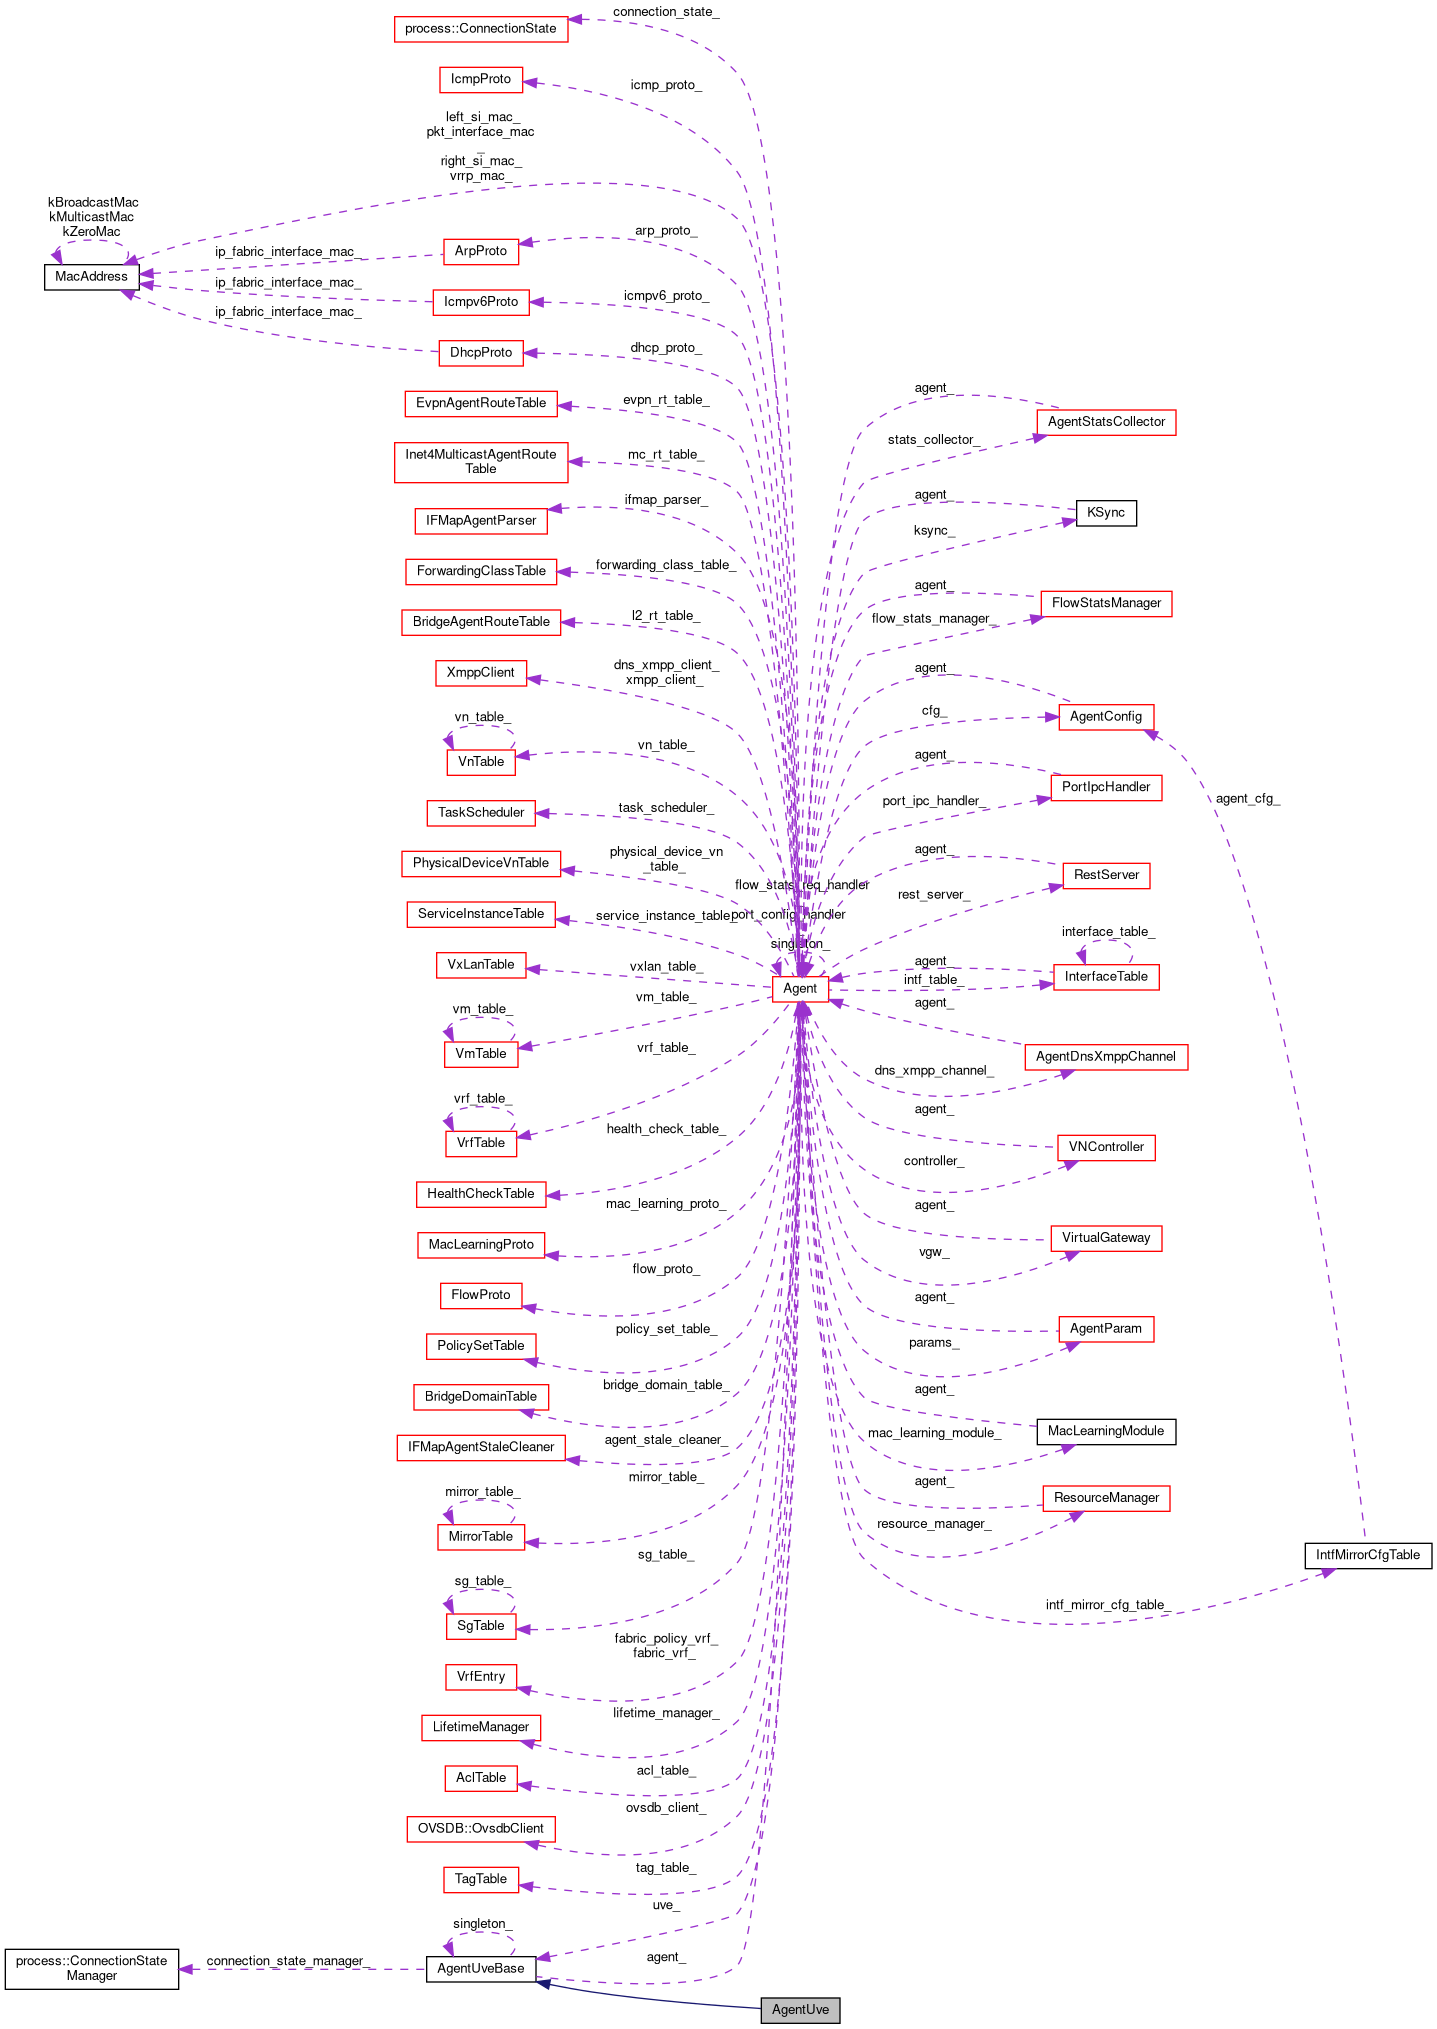 connection_state_
process::ConnectionState
IcmpProto
icmp_proto_
left_si_mac_
pkt_interface_mac
_
right_si_mac_
vrrp_mac_
kBroadcastMac
kMulticastMac
kZeroMac
MacAddress
ip_fabric_interface_mac_
ArpProto
arp_proto_
ip_fabric_interface_mac_
Icmpv6Proto
icmpv6_proto_
ip_fabric_interface_mac_
DhcpProto
dhcp_proto_
EvpnAgentRouteTable
evpn_rt_table_
Inet4MulticastAgentRoute
Table
mc_rt_table_
IFMapAgentParser
ifmap_parser_
ForwardingClassTable
forwarding_class_table_
BridgeAgentRouteTable
l2_rt_table_
XmppClient
dns_xmpp_client_
xmpp_client_
vn_table_
VnTable
vn_table_
TaskScheduler
task_scheduler_
PhysicalDeviceVnTable
physical_device_vn
_table_
ServiceInstanceTable
service_instance_table_
flow_stats_req_handler
_
port_config_handler
_
singleton_
Agent
VxLanTable
vxlan_table_
vm_table_
VmTable
vm_table_
vrf_table_
VrfTable
vrf_table_
HealthCheckTable
health_check_table_
MacLearningProto
mac_learning_proto_
FlowProto
flow_proto_
PolicySetTable
policy_set_table_
BridgeDomainTable
bridge_domain_table_
IFMapAgentStaleCleaner
agent_stale_cleaner_
mirror_table_
MirrorTable
mirror_table_
sg_table_
SgTable
sg_table_
VrfEntry
fabric_policy_vrf_
fabric_vrf_
LifetimeManager
lifetime_manager_
AclTable
acl_table_
OVSDB::OvsdbClient
ovsdb_client_
TagTable
tag_table_
uve_
singleton_
AgentUveBase
agent_
connection_state_manager_
process::ConnectionState
Manager
AgentUve
agent_
AgentStatsCollector
stats_collector_
agent_
KSync
ksync_
agent_
FlowStatsManager
flow_stats_manager_
agent_
AgentConfig
cfg_
agent_
PortIpcHandler
port_ipc_handler_
agent_cfg_
agent_
RestServer
rest_server_
interface_table_
agent_
InterfaceTable
intf_table_
agent_
AgentDnsXmppChannel
dns_xmpp_channel_
agent_
VNController
controller_
agent_
VirtualGateway
vgw_
agent_
AgentParam
params_
agent_
MacLearningModule
mac_learning_module_
agent_
ResourceManager
resource_manager_
IntfMirrorCfgTable
intf_mirror_cfg_table_